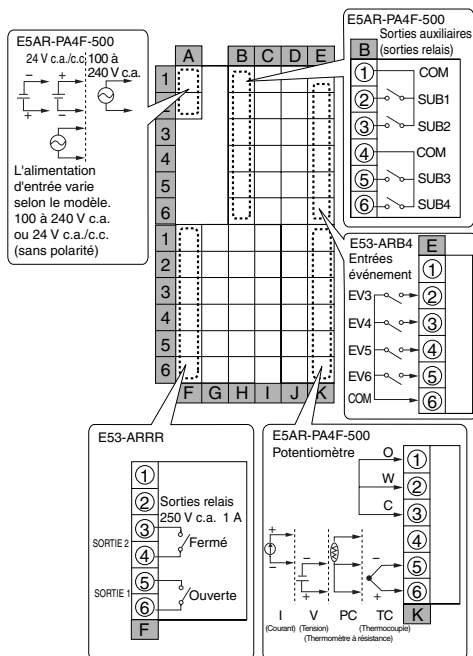 E5AR-PA4F-500
24 V c.a./c.c.
100 à
240 V c.a.
L'alimentation
d'entrée varie
selon le modèle.
100 à 240 V c.a.
ou 24 V c.a./c.c.
(sans polarité)
A B C D E
1
2
3
4
5
6
1
2
3
4
5
6
F G H I J K
E5AR-PA4F-500
Sorties auxiliaires
(sorties relais)
B
1 COM
2 SUB1
3 SUB2
4 COM
5 SUB3
6 SUB4
E53-ARB4
Entrées
événement
E
1
EV3 2
EV4 3
EV5 4
EV6 5
COM 6
E53-ARRR
1
2
Sorties relais
250 V c.a. 1 A
3
SORTIE 2
Fermé
4
5
SORTIE 1
Ouverte
6
F
E5AR-PA4F-500
Potentiomètre
O 1
W 2
C 3
4
5
6
K
+ − + − + −
I V PC TC
(Courant) (Tension) (Thermocouple)
(Thermomètre à résistance)